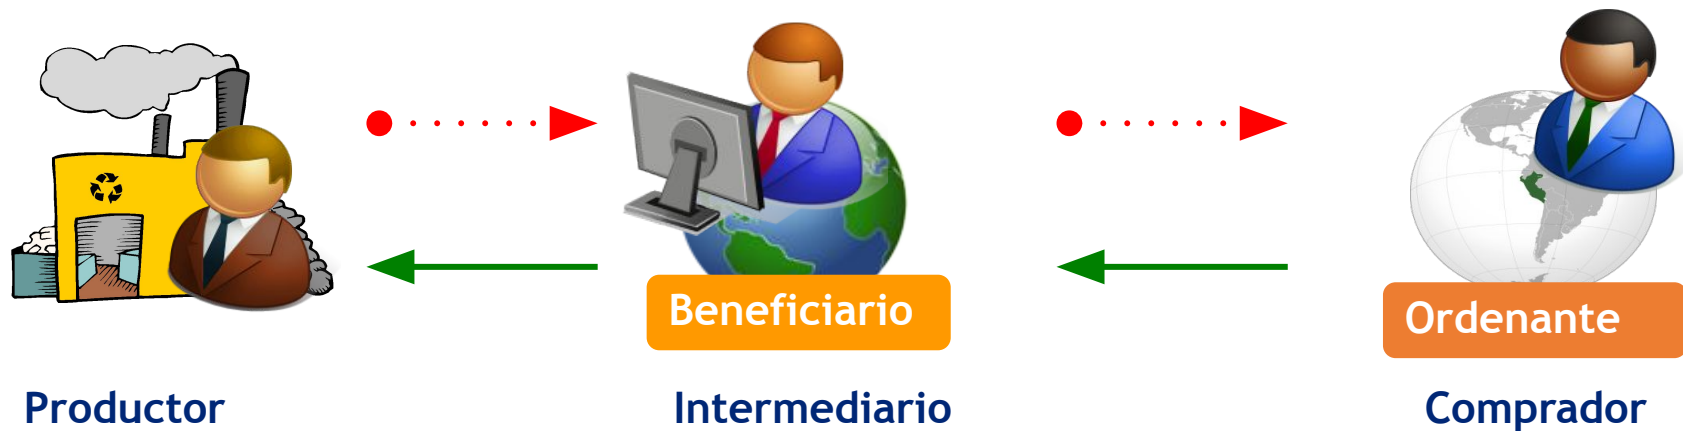 Beneficiario
Ordenante
Productor
Intermediario
Comprador